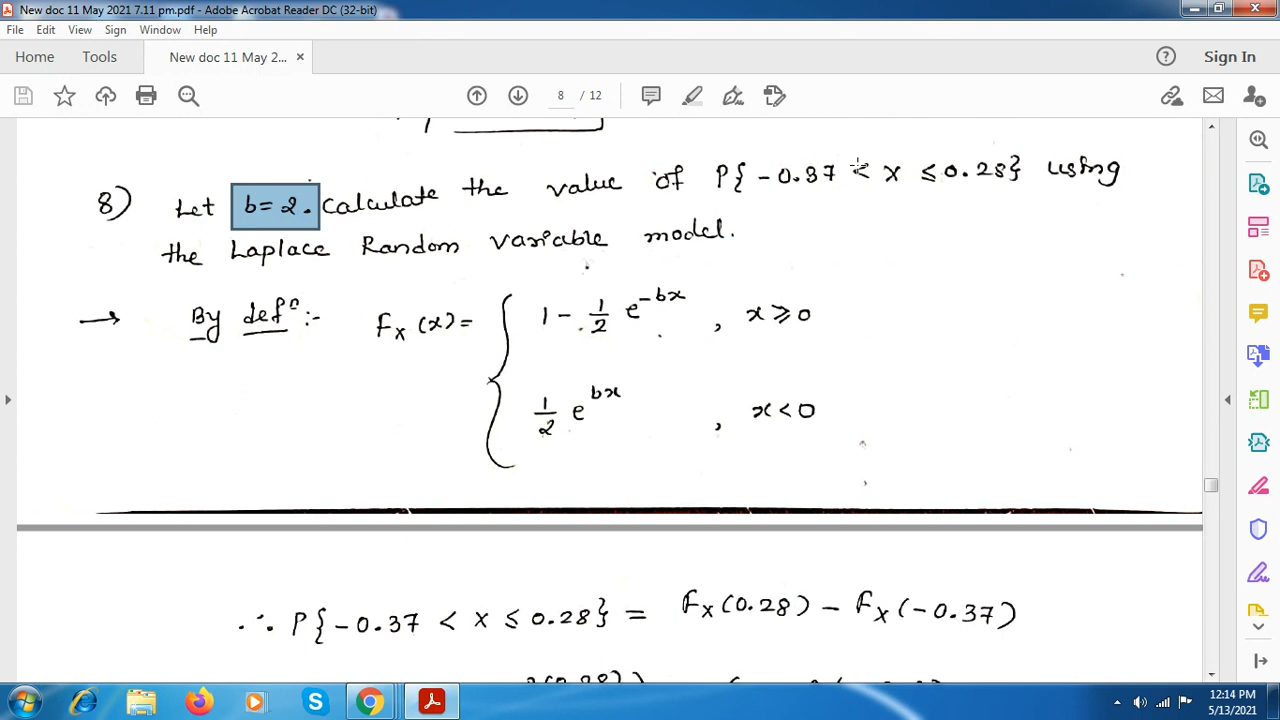 New doc 11 May 2021 7.11 pm.pdf - Adobe Acrobat Reader DC (32-bit)
File Edit View Sign Window Help
Home Tools New doc 11 May 2... × Sign In
8 / 12
8) Let b = 2. Calculate the value of P{ -0.37 < X ≤ 0.28} using
the Laplace Random variable model.
→ By defⁿ :- Fx (x) = { 1 - 1/2 e^-bx , x ⩾ 0
1/2 e^bx , x < 0
∴ P{ -0.37 < X ≤ 0.28} = Fx (0.28) - Fx (-0.37)
12:14 PM
5/13/2021